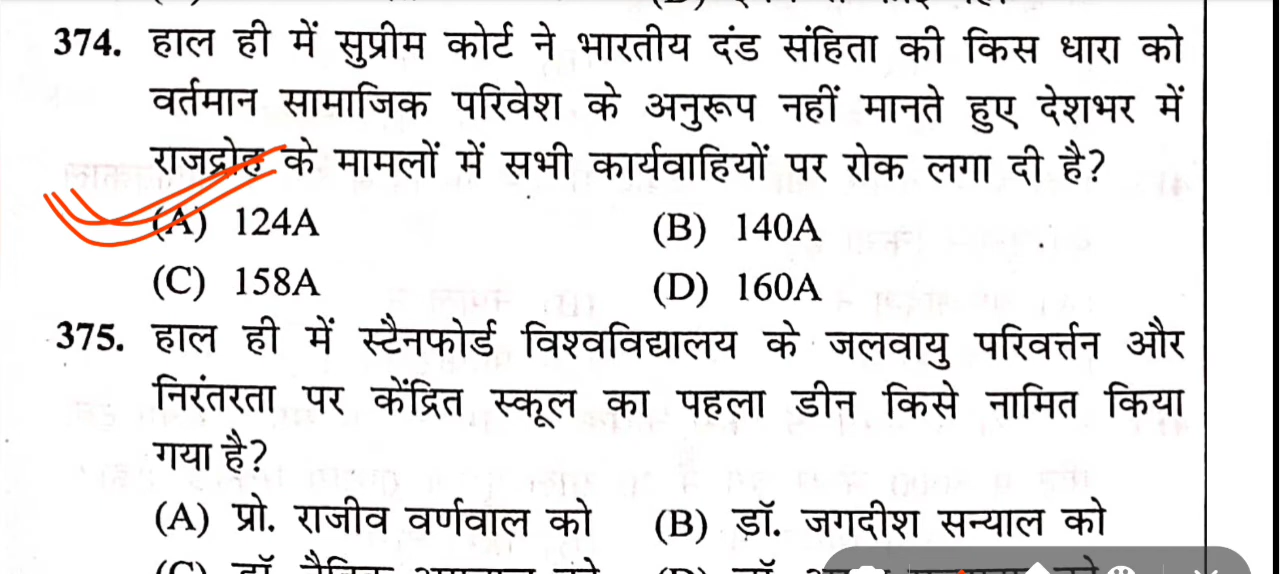 374. हाल ही में सुप्रीम कोर्ट ने भारतीय दंड संहिता की किस धारा को
वर्तमान सामाजिक परिवेश के अनुरूप नहीं मानते हुए देशभर में
राजद्रोह के मामलों में सभी कार्यवाहियों पर रोक लगा दी है?
(A) 124A (B) 140A
(C) 158A (D) 160A
375. हाल ही में स्टैनफोर्ड विश्वविद्यालय के जलवायु परिवर्त्तन और
निरंतरता पर केंद्रित स्कूल का पहला डीन किसे नामित किया
गया है?
(A) प्रो. राजीव वर्णवाल को (B) डॉ. जगदीश सन्याल को